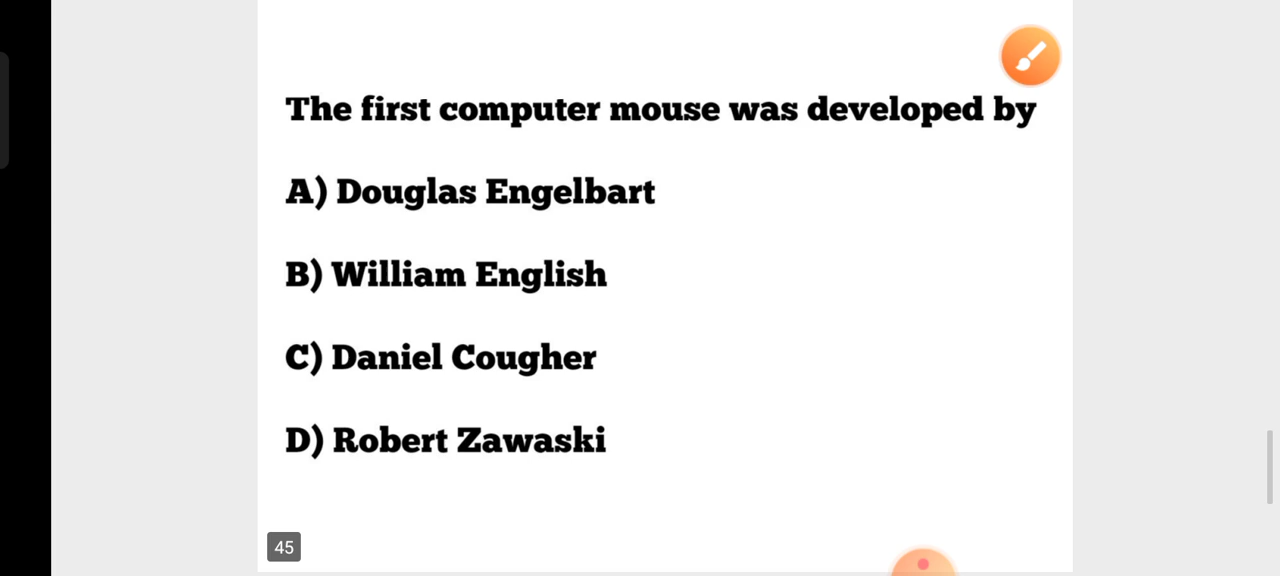 The first computer mouse was developed by
A) Douglas Engelbart
B) William English
C) Daniel Cougher
D) Robert Zawaski
45